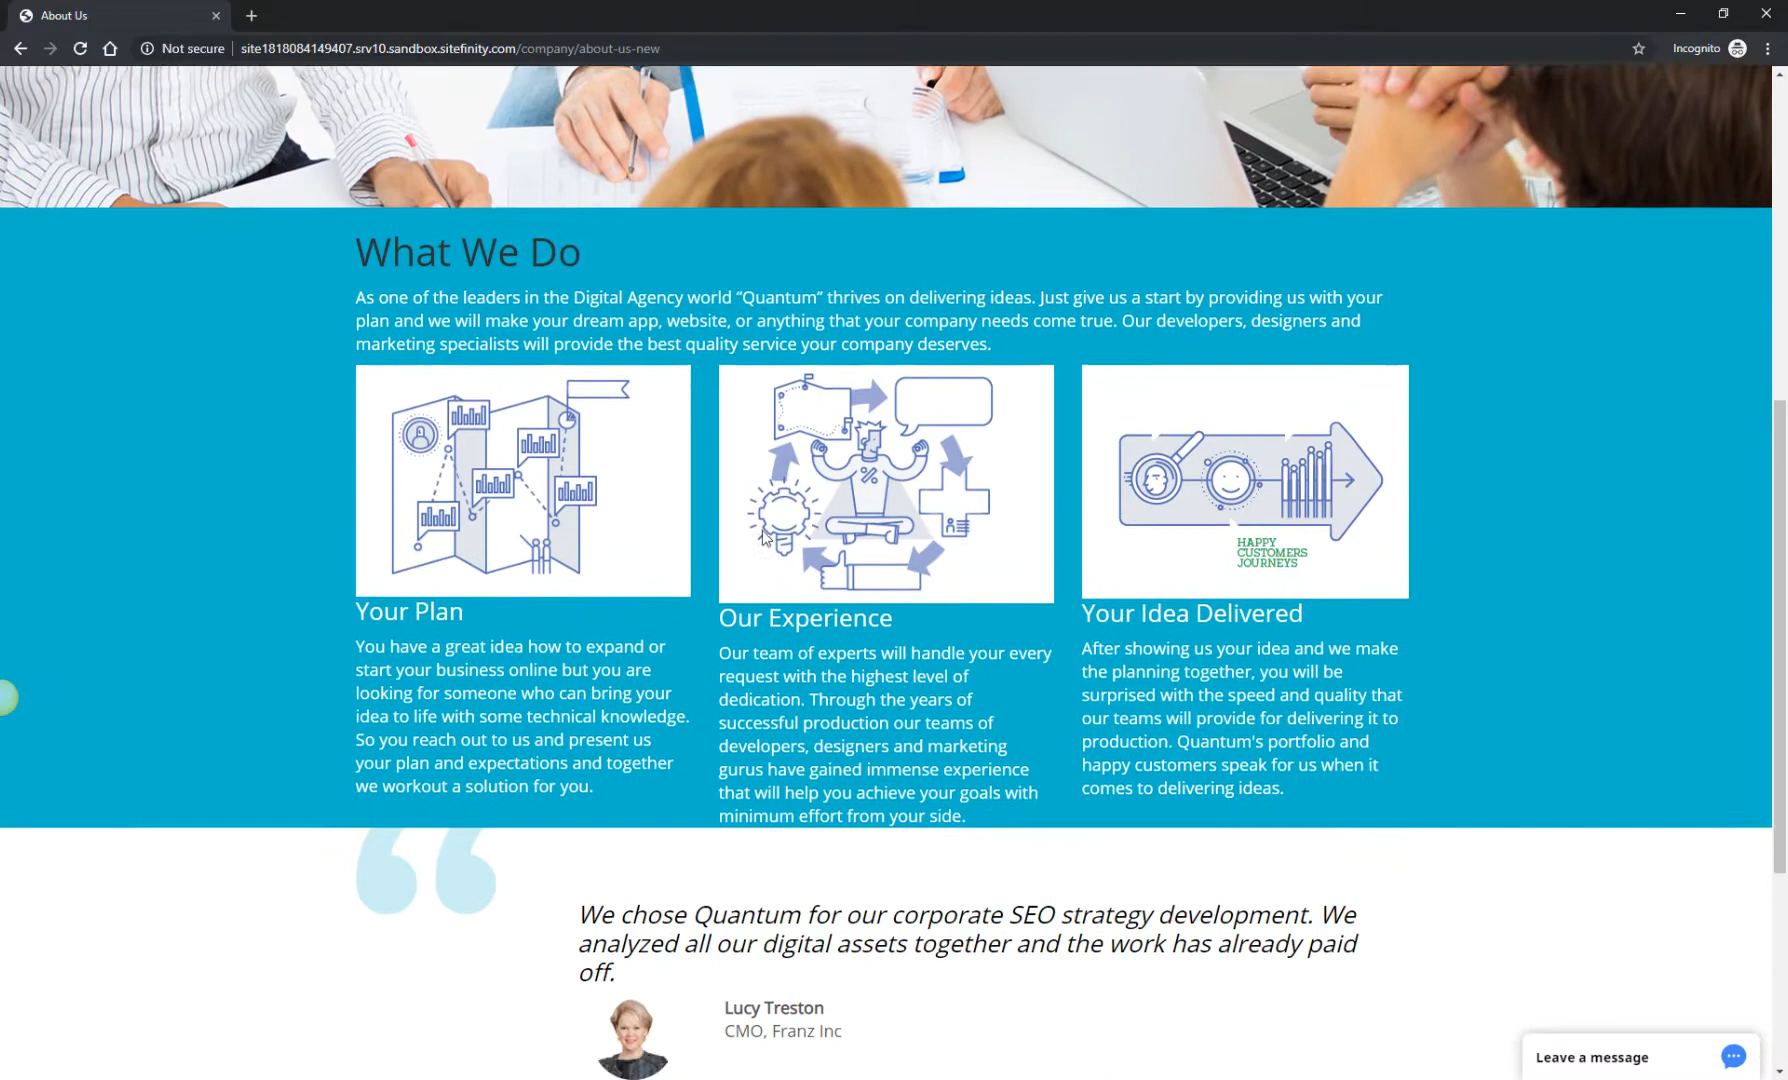 About Us
Not secure
site1818084149407.srv10.sandbox.sitefinity.com/company/about-us-new
Incognito
What We Do
As one of the leaders in the Digital Agency world “Quantum” thrives on delivering ideas. Just give us a start by providing us with your
plan and we will make your dream app, website, or anything that your company needs come true. Our developers, designers and
marketing specialists will provide the best quality service your company deserves.
%
HAPPY
CUSTOMERS
JOURNEYS
Your Plan
You have a great idea how to expand or
start your business online but you are
looking for someone who can bring your
idea to life with some technical knowledge.
So you reach out to us and present us
your plan and expectations and together
we workout a solution for you.
Our Experience
Our team of experts will handle your every
request with the highest level of
dedication. Through the years of
successful production our teams of
developers, designers and marketing
gurus have gained immense experience
that will help you achieve your goals with
minimum effort from your side.
Your Idea Delivered
After showing us your idea and we make
the planning together, you will be
surprised with the speed and quality that
our teams will provide for delivering it to
production. Quantum's portfolio and
happy customers speak for us when it
comes to delivering ideas.
“
We chose Quantum for our corporate SEO strategy development. We
analyzed all our digital assets together and the work has already paid
off.
Lucy Treston
CMO, Franz Inc
Leave a message